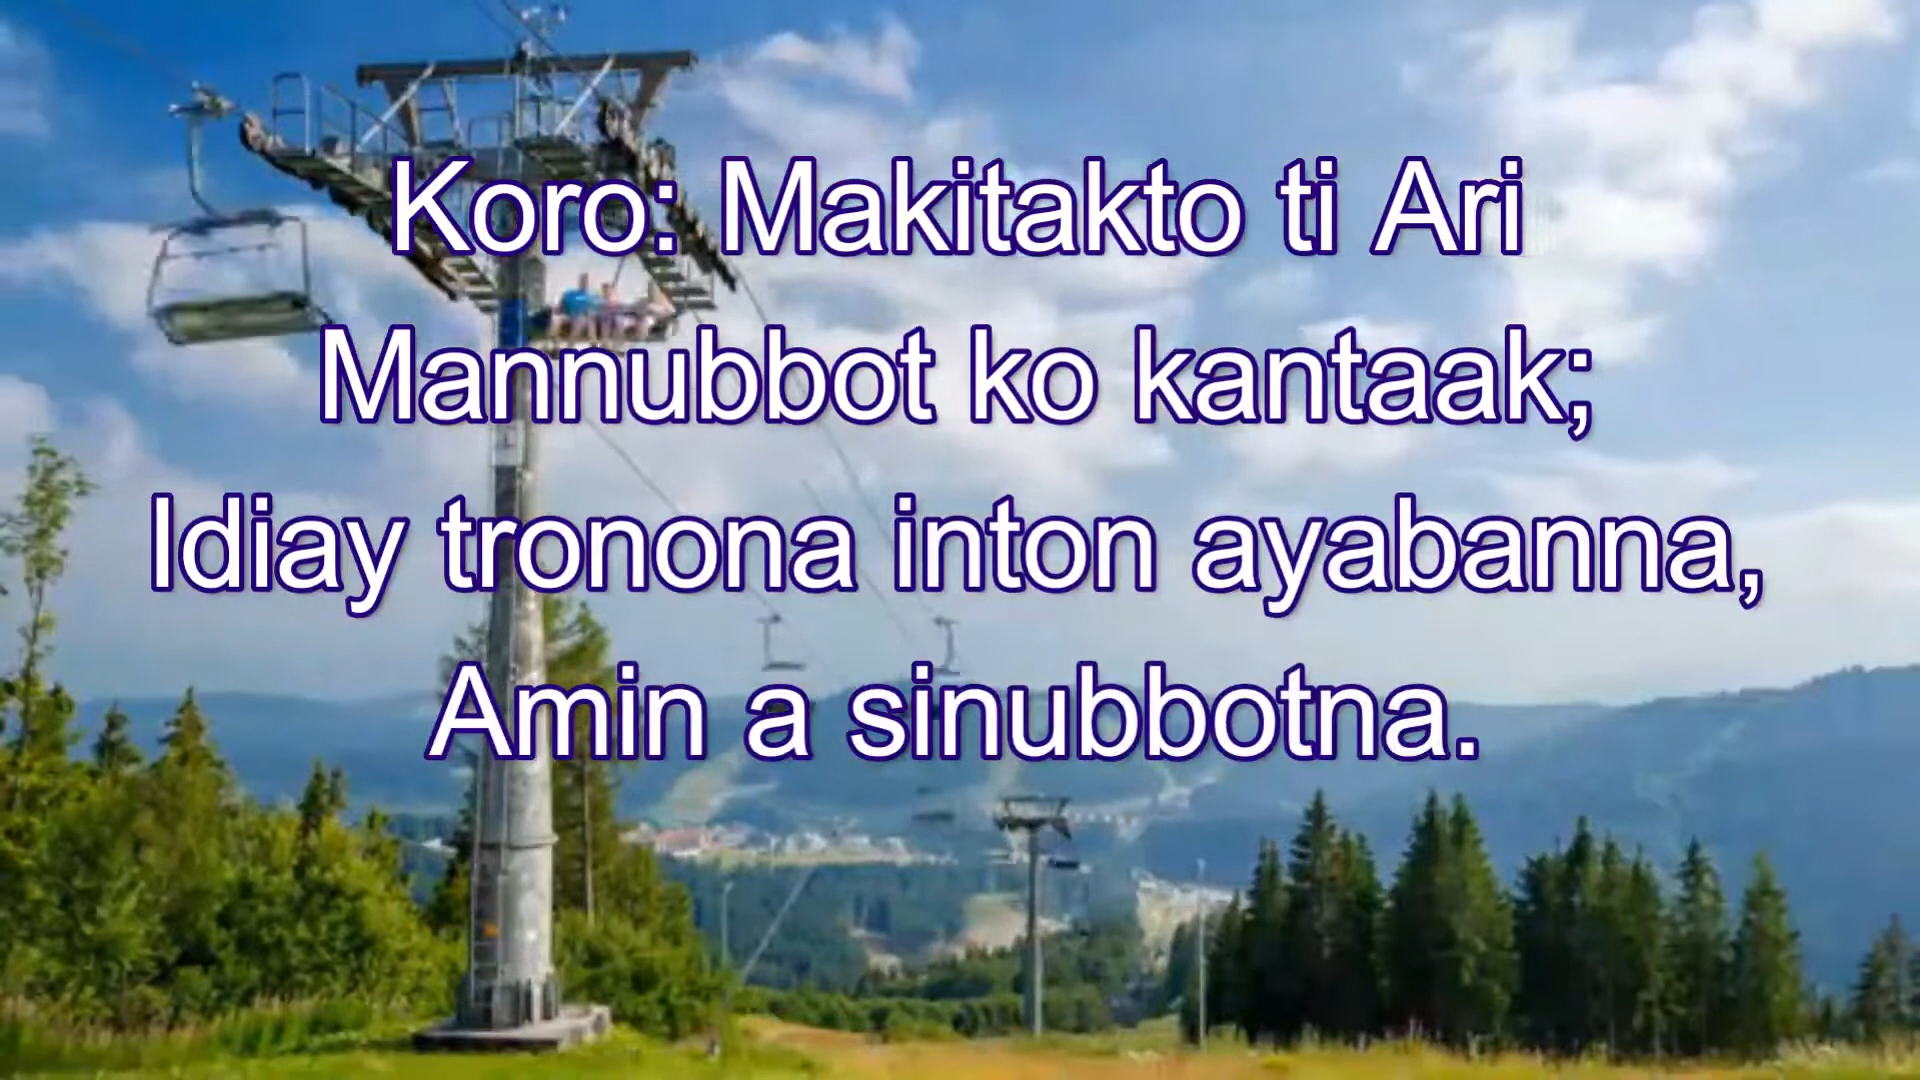 Koro: Makitakto ti Ari
Mannubbot ko kantaak;
Idiay tronona inton ayabanna,
Amin a sinubbotna.